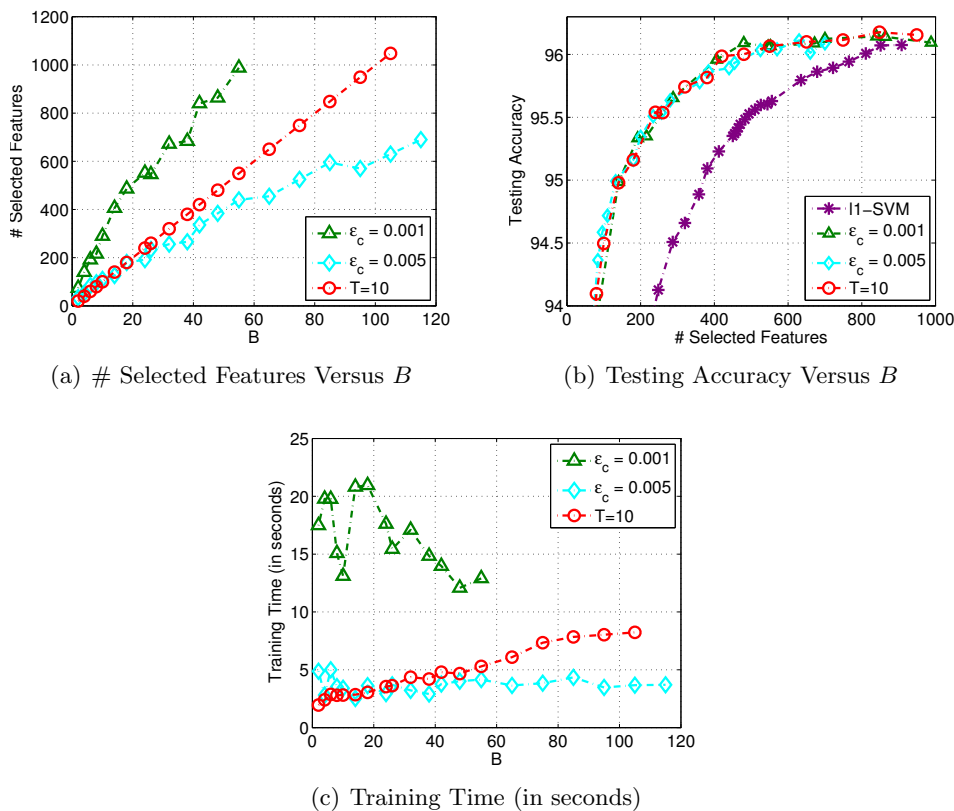 1200
1000
800
600
400
200
0
0 20 40 60 80 100 120
# Selected Features
B
ε_c = 0.001
ε_c = 0.005
T=10
(a) # Selected Features Versus B
96
95.5
95
94.5
94
0 200 400 600 800 1000
Testing Accuracy
# Selected Features
l1−SVM
ε_c = 0.001
ε_c = 0.005
T=10
(b) Testing Accuracy Versus B
25
20
15
10
5
0
0 20 40 60 80 100 120
Training Time (in seconds)
B
ε_c = 0.001
ε_c = 0.005
T=10
(c) Training Time (in seconds)